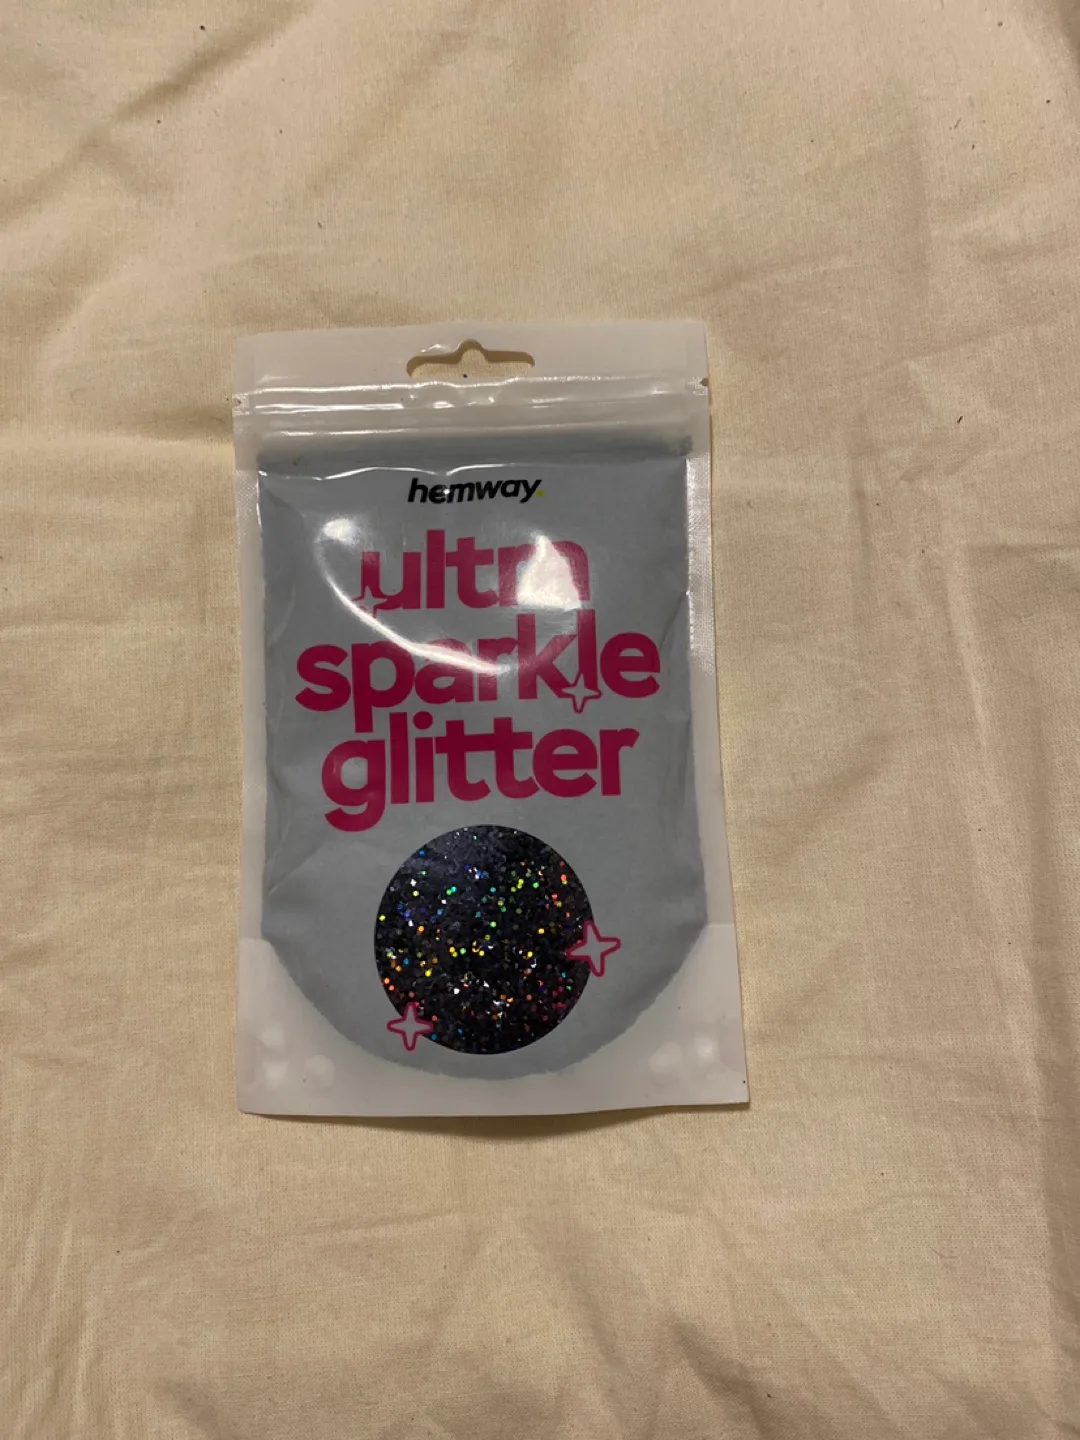 hemway.
ultra
sparkle
glitter